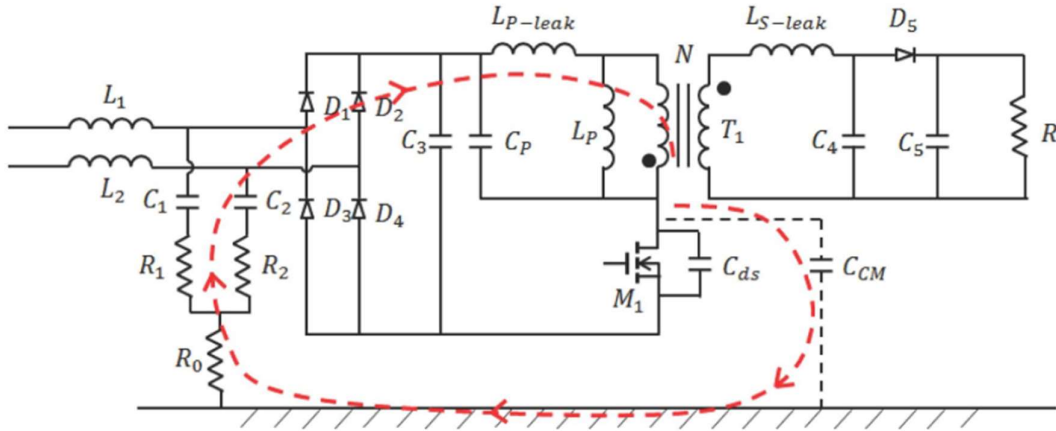 L_{P-leak}
L_{S-leak}
D_5
N
L_1
D_1
D_2
C_3
C_P
L_P
T_1
C_4
C_5
R
L_2
C_1
C_2
D_3
D_4
R_1
R_2
M_1
C_{ds}
C_{CM}
R_0